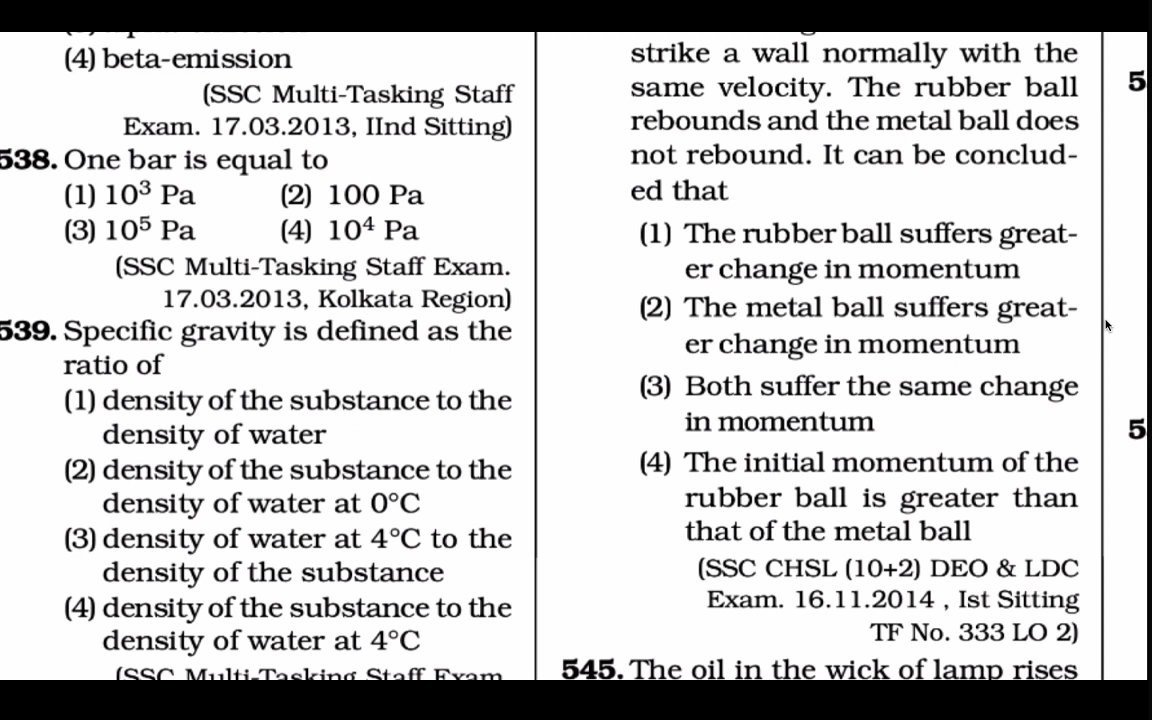 (4) beta-emission
(SSC Multi-Tasking Staff
Exam. 17.03.2013, IInd Sitting)
538. One bar is equal to
(1) 10³ Pa (2) 100 Pa
(3) 10⁵ Pa (4) 10⁴ Pa
(SSC Multi-Tasking Staff Exam.
17.03.2013, Kolkata Region)
539. Specific gravity is defined as the
ratio of
(1) density of the substance to the
density of water
(2) density of the substance to the
density of water at 0°C
(3) density of water at 4°C to the
density of the substance
(4) density of the substance to the
density of water at 4°C
(SSC Multi-Tasking Staff Exam.
strike a wall normally with the
same velocity. The rubber ball
rebounds and the metal ball does
not rebound. It can be conclud-
ed that
(1) The rubber ball suffers great-
er change in momentum
(2) The metal ball suffers great-
er change in momentum
(3) Both suffer the same change
in momentum
(4) The initial momentum of the
rubber ball is greater than
that of the metal ball
(SSC CHSL (10+2) DEO & LDC
Exam. 16.11.2014 , Ist Sitting
TF No. 333 LO 2)
545. The oil in the wick of lamp rises
5
5